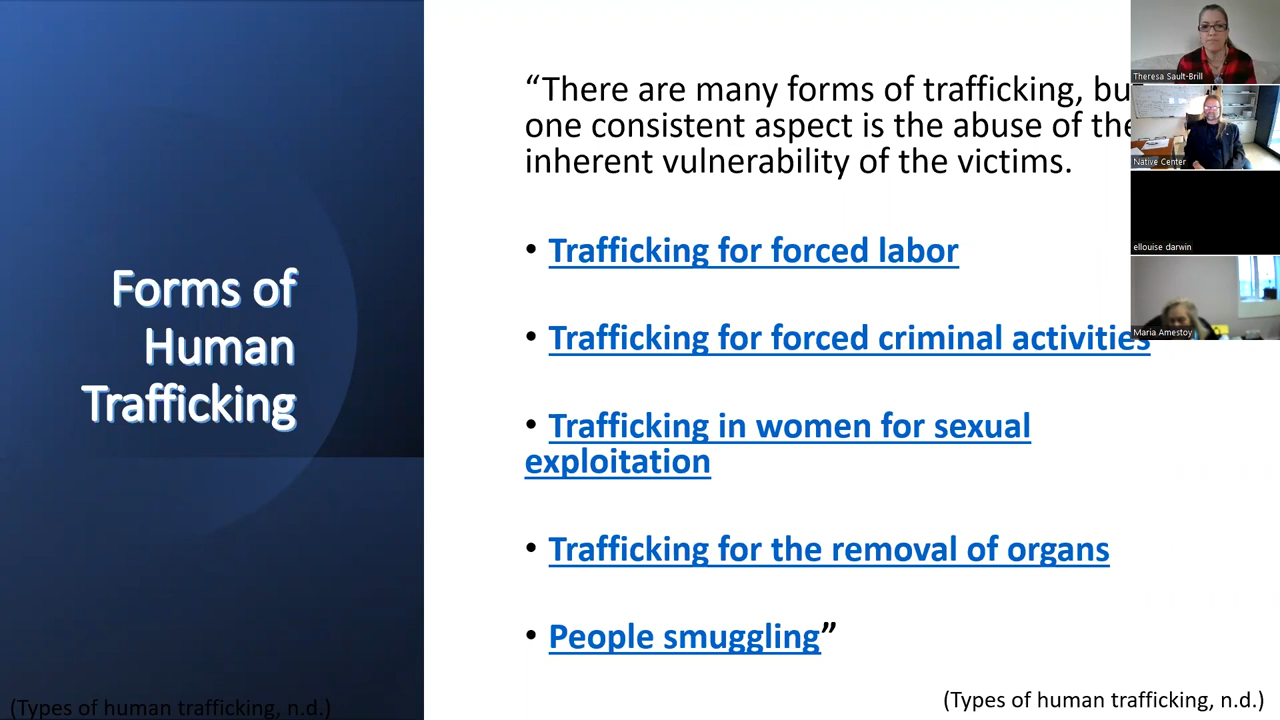 Forms of
Human
Trafficking
“There are many forms of trafficking, but
one consistent aspect is the abuse of the
inherent vulnerability of the victims.
• Trafficking for forced labor
• Trafficking for forced criminal activities
• Trafficking in women for sexual
exploitation
• Trafficking for the removal of organs
• People smuggling”
(Types of human trafficking, n.d.)
(Types of human trafficking, n.d.)
Theresa Sault-Brill
Native Center
ellouise darwin
Maria Amestoy